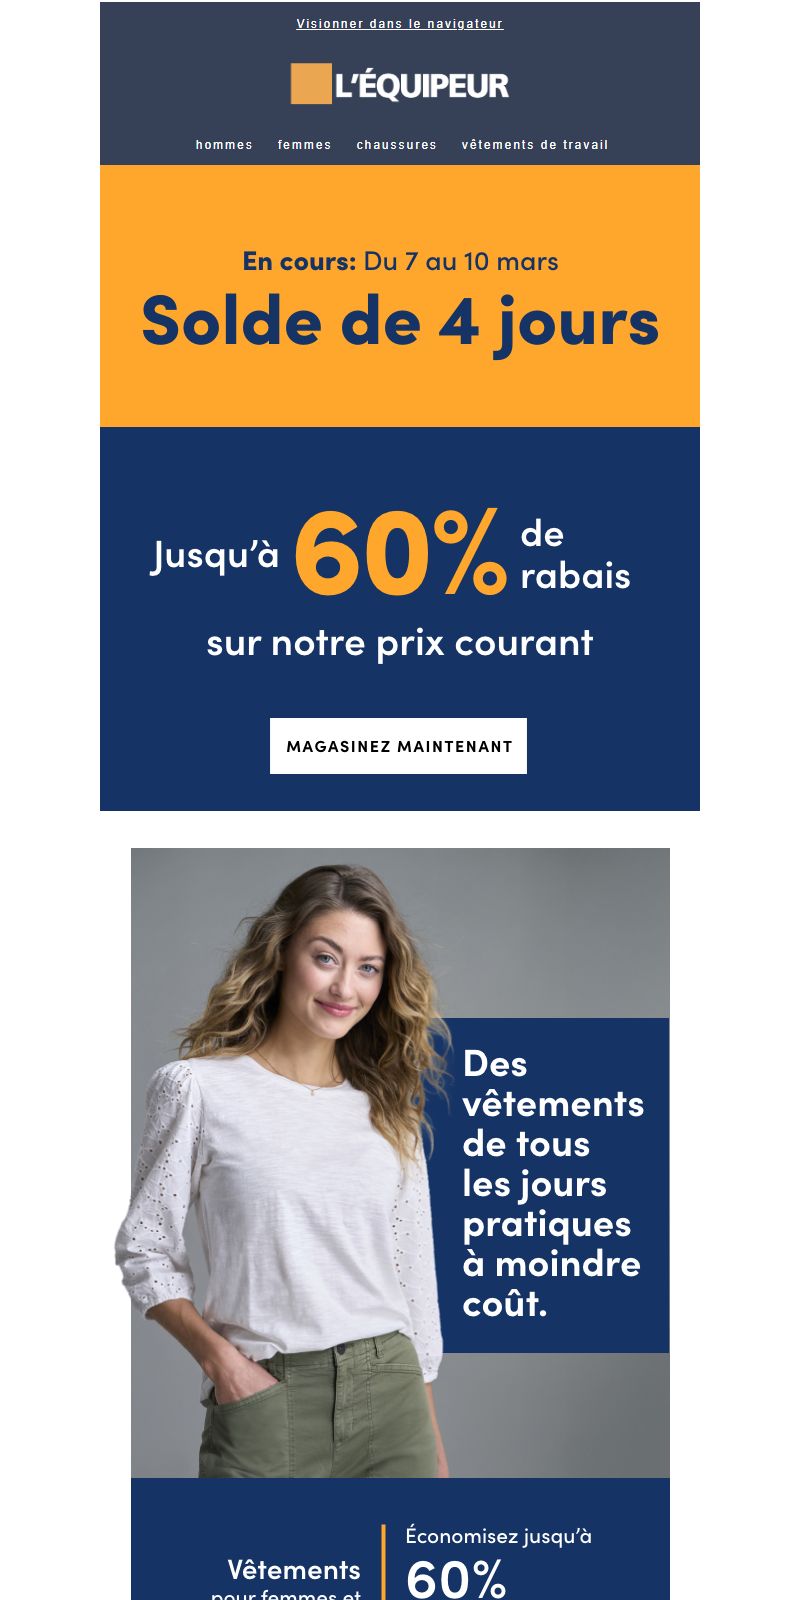 Visionner dans le navigateur
L'ÉQUIPEUR
hommes femmes chaussures vêtements de travail
En cours: Du 7 au 10 mars
Solde de 4 jours
Jusqu'à 60% de rabais
sur notre prix courant
MAGASINEZ MAINTENANT
Des
vêtements
de tous
les jours
pratiques
à moindre
coût.
Vêtements
pour femmes et
Économisez jusqu'à
60%